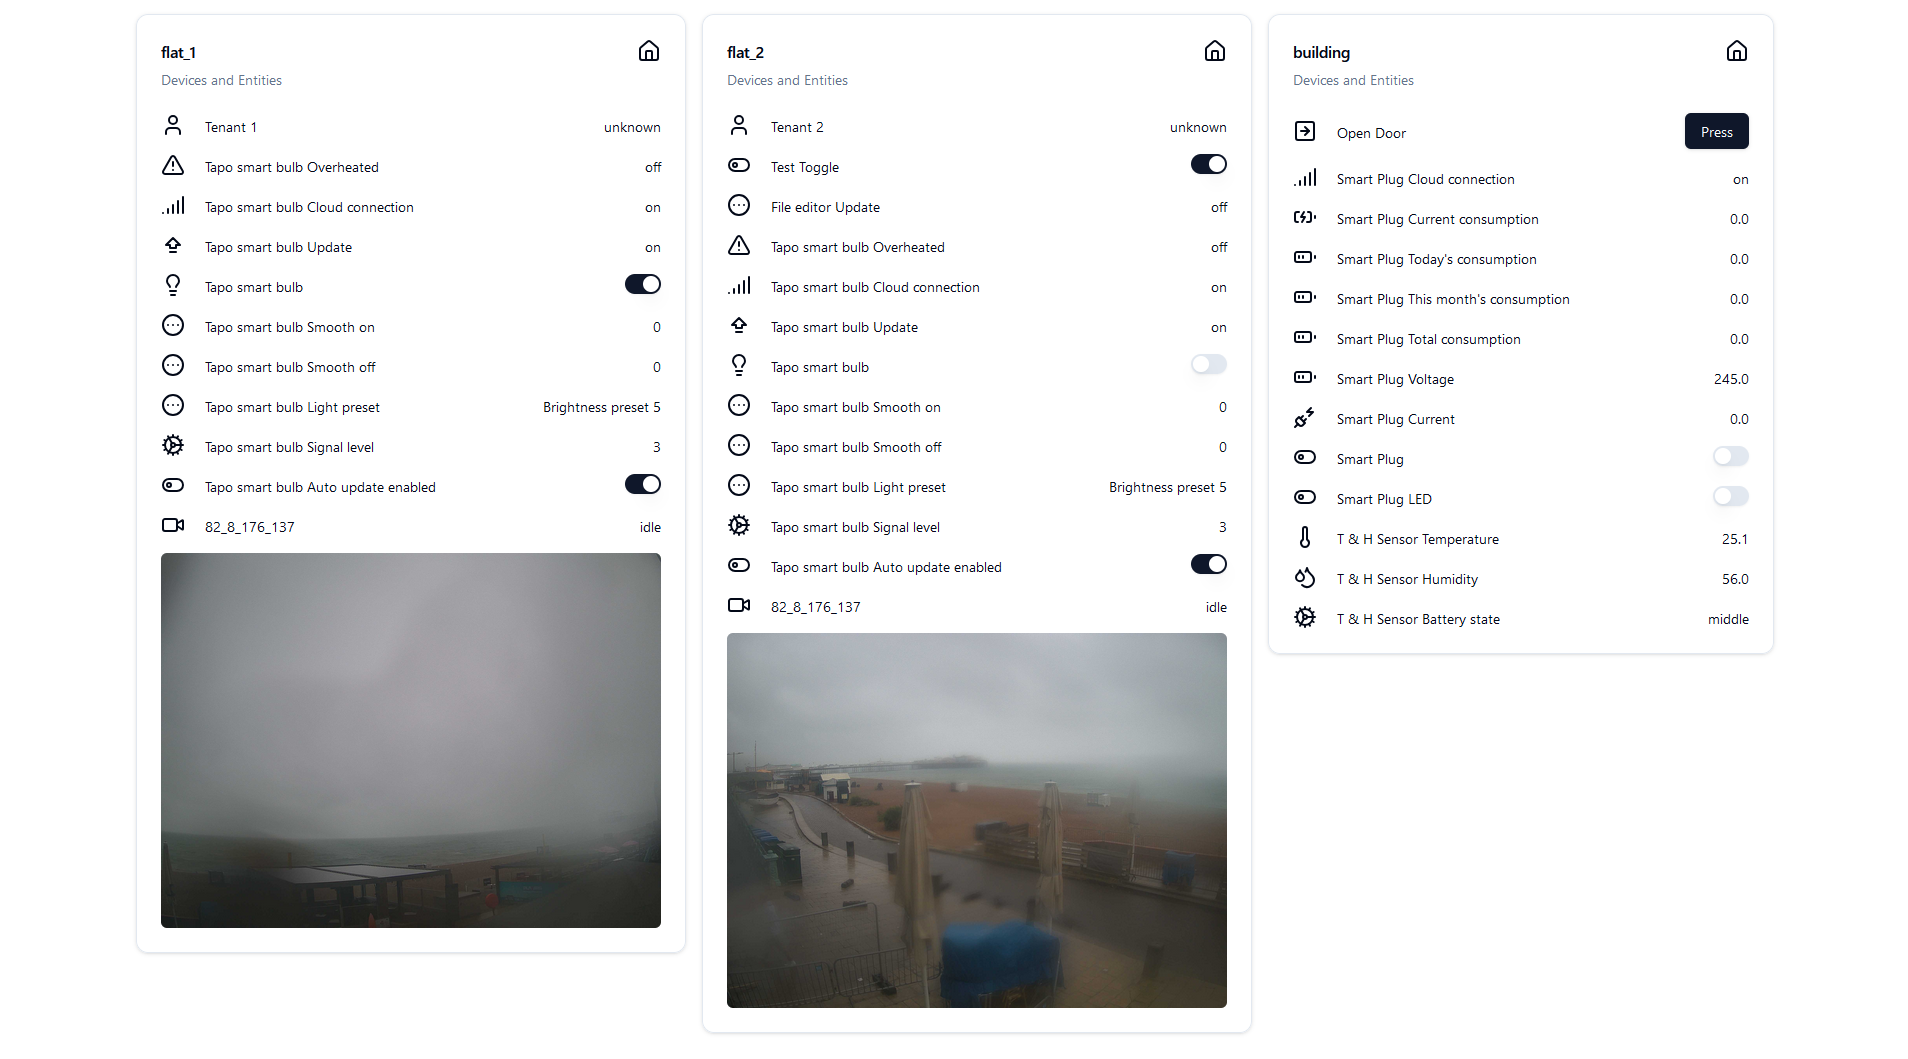 flat_1
Devices and Entities
Tenant 1 unknown
Tapo smart bulb Overheated off
Tapo smart bulb Cloud connection on
Tapo smart bulb Update on
Tapo smart bulb
Tapo smart bulb Smooth on 0
Tapo smart bulb Smooth off 0
Tapo smart bulb Light preset Brightness preset 5
Tapo smart bulb Signal level 3
Tapo smart bulb Auto update enabled
82_8_176_137 idle
flat_2
Devices and Entities
Tenant 2 unknown
Test Toggle
File editor Update off
Tapo smart bulb Overheated off
Tapo smart bulb Cloud connection on
Tapo smart bulb Update on
Tapo smart bulb
Tapo smart bulb Smooth on 0
Tapo smart bulb Smooth off 0
Tapo smart bulb Light preset Brightness preset 5
Tapo smart bulb Signal level 3
Tapo smart bulb Auto update enabled
82_8_176_137 idle
building
Devices and Entities
Open Door Press
Smart Plug Cloud connection on
Smart Plug Current consumption 0.0
Smart Plug Today's consumption 0.0
Smart Plug This month's consumption 0.0
Smart Plug Total consumption 0.0
Smart Plug Voltage 245.0
Smart Plug Current 0.0
Smart Plug
Smart Plug LED
T & H Sensor Temperature 25.1
T & H Sensor Humidity 56.0
T & H Sensor Battery state middle